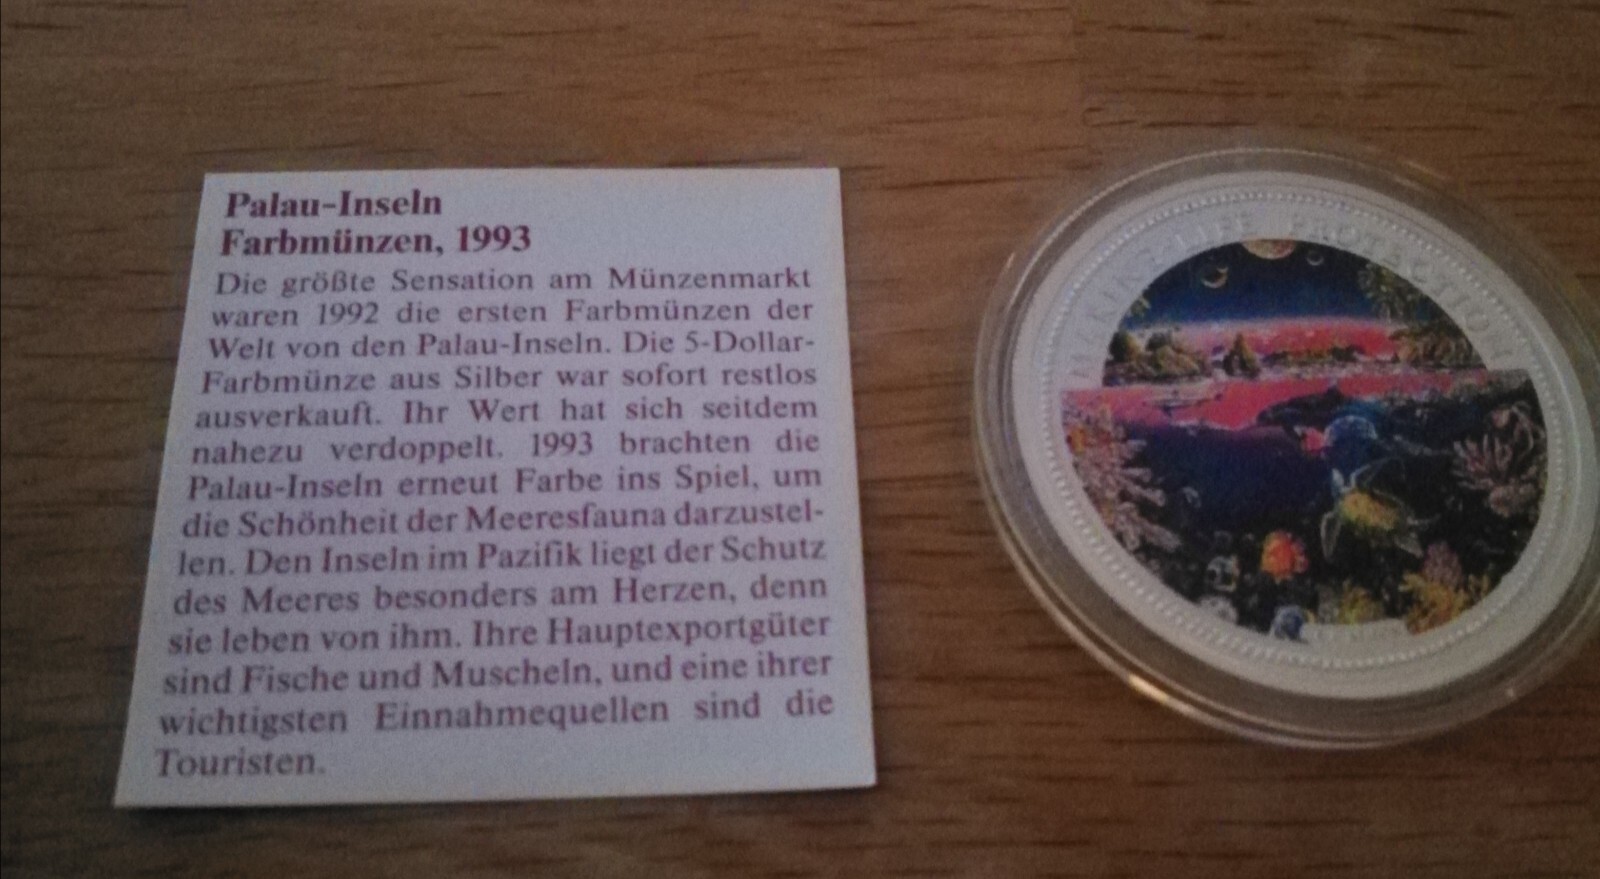 Palau-Inseln
Farbmünzen, 1993
Die größte Sensation am Münzenmarkt
waren 1992 die ersten Farbmünzen der
Welt von den Palau-Inseln. Die 5-Dollar-
Farbmünze aus Silber war sofort restlos
ausverkauft. Ihr Wert hat sich seitdem
nahezu verdoppelt. 1993 brachten die
Palau-Inseln erneut Farbe ins Spiel, um
die Schönheit der Meeresfauna darzustel-
len. Den Inseln im Pazifik liegt der Schutz
des Meeres besonders am Herzen, denn
sie leben von ihm. Ihre Hauptexportgüter
sind Fische und Muscheln, und eine ihrer
wichtigsten Einnahmequellen sind die
Touristen.
MARINE-LIFE PROTECTION